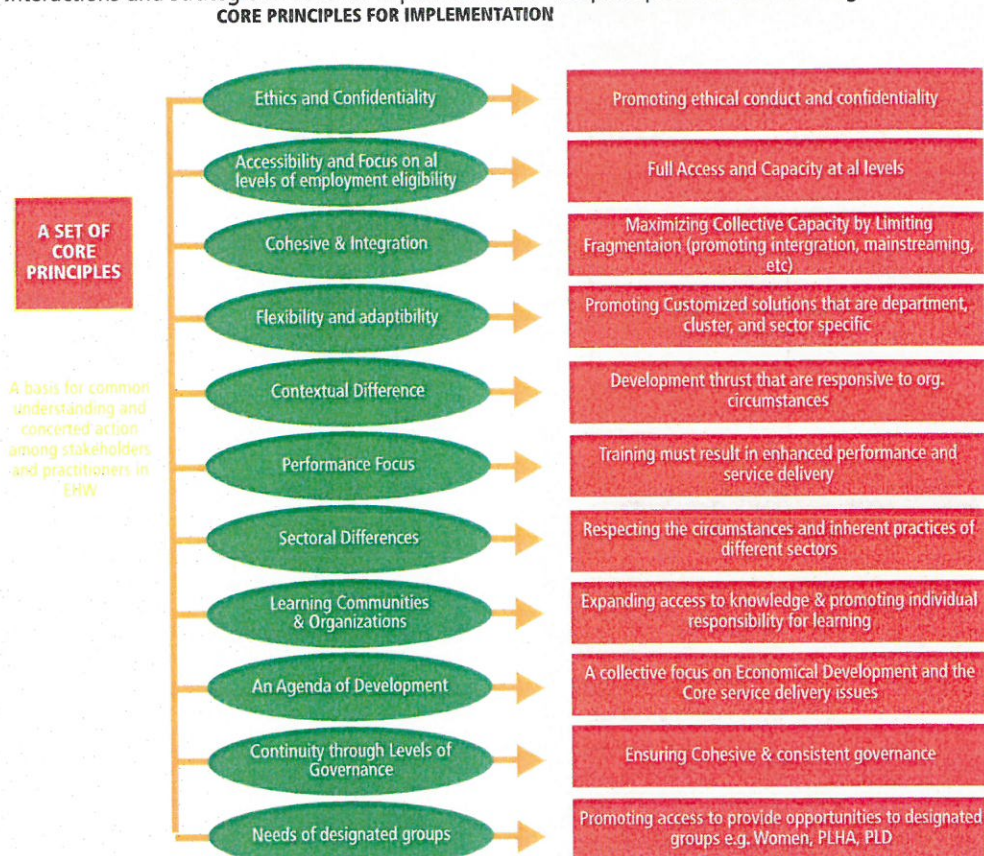 CORE PRINCIPLES FOR IMPLEMENTATION
A SET OF
CORE
PRINCIPLES
A basis for common
understanding and
concerted action
among stakeholders
and practitioners in
EHW
Ethics and Confidentiality
Promoting ethical conduct and confidentiality
Accessibility and Focus on al
levels of employment eligibility
Full Access and Capacity at al levels
Cohesive & Integration
Maximizing Collective Capacity by Limiting
Fragmentaion (promoting intergration, mainstreaming,
etc)
Flexibility and adaptibility
Promoting Customized solutions that are department,
cluster, and sector specific
Contextual Difference
Development thrust that are responsive to org.
circumstances
Performance Focus
Training must result in enhanced performance and
service delivery
Sectoral Differences
Respecting the circumstances and inherent practices of
different sectors
Learning Communities
& Organizations
Expanding access to knowledge & promoting individual
responsibility for learning
An Agenda of Development
A collective focus on Economical Development and the
Core service delivery issues
Continuity through Levels of
Governance
Ensuring Cohesive & consistent governance
Needs of designated groups
Promoting access to provide opportunities to designated
groups e.g. Women, PLHA, PLD